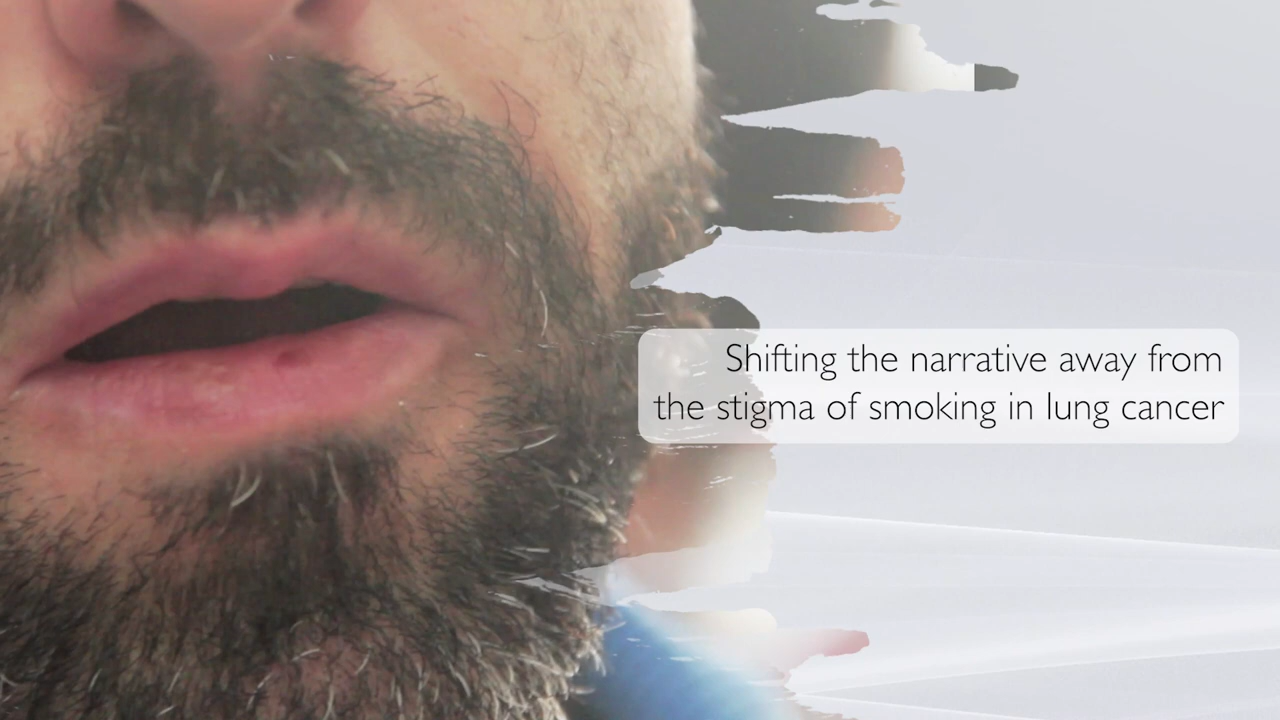 Shifting the narrative away from
the stigma of smoking in lung cancer